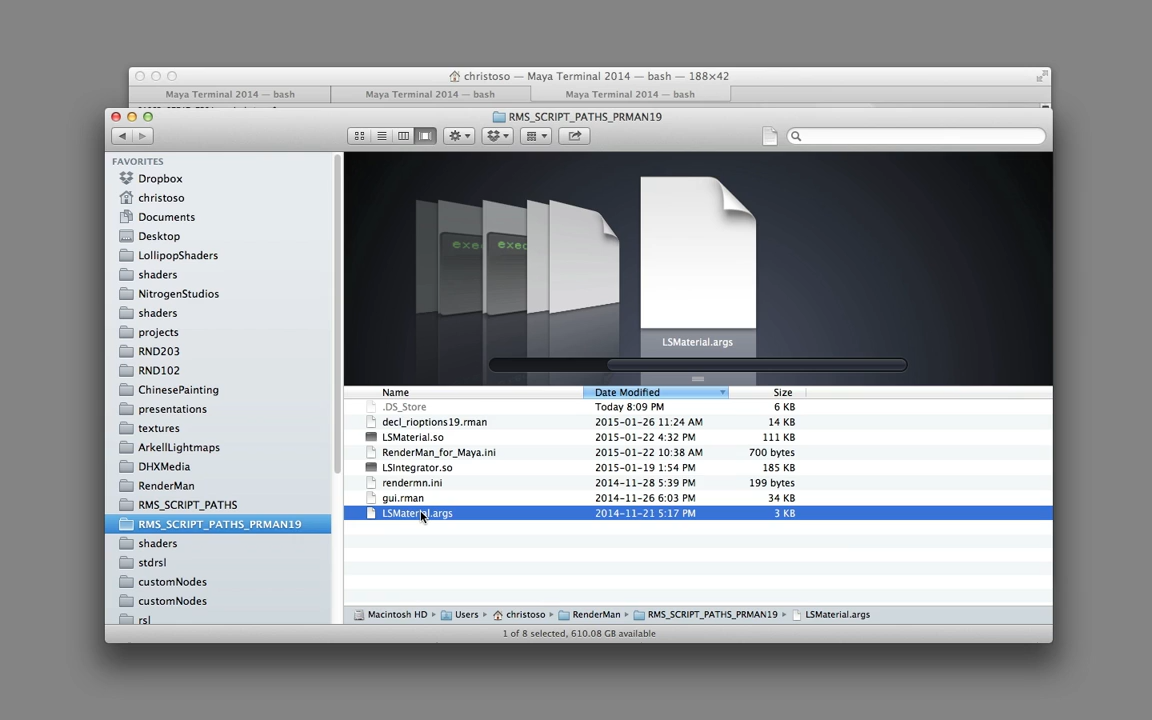 christoso — Maya Terminal 2014 — bash — 188×42
Maya Terminal 2014 — bash
Maya Terminal 2014 — bash
Maya Terminal 2014 — bash
RMS_SCRIPT_PATHS_PRMAN19
FAVORITES
Dropbox
christoso
Documents
Desktop
LollipopShaders
shaders
NitrogenStudios
shaders
projects
RND203
RND102
ChinesePainting
presentations
textures
ArkellLightmaps
DHXMedia
RenderMan
RMS_SCRIPT_PATHS
RMS_SCRIPT_PATHS_PRMAN19
shaders
stdrsl
customNodes
customNodes
rsl
LSMaterial.args
Name Date Modified Size
.DS_Store Today 8:09 PM 6 KB
decl_rioptions19.rman 2015-01-26 11:24 AM 14 KB
LSMaterial.so 2015-01-22 4:32 PM 111 KB
RenderMan_for_Maya.ini 2015-01-22 10:38 AM 700 bytes
LSIntegrator.so 2015-01-19 1:54 PM 185 KB
rendermn.ini 2014-11-28 5:39 PM 199 bytes
gui.rman 2014-11-26 6:03 PM 34 KB
LSMaterial.args 2014-11-21 5:17 PM 3 KB
Macintosh HD Users christoso RenderMan RMS_SCRIPT_PATHS_PRMAN19 LSMaterial.args
1 of 8 selected, 610.08 GB available